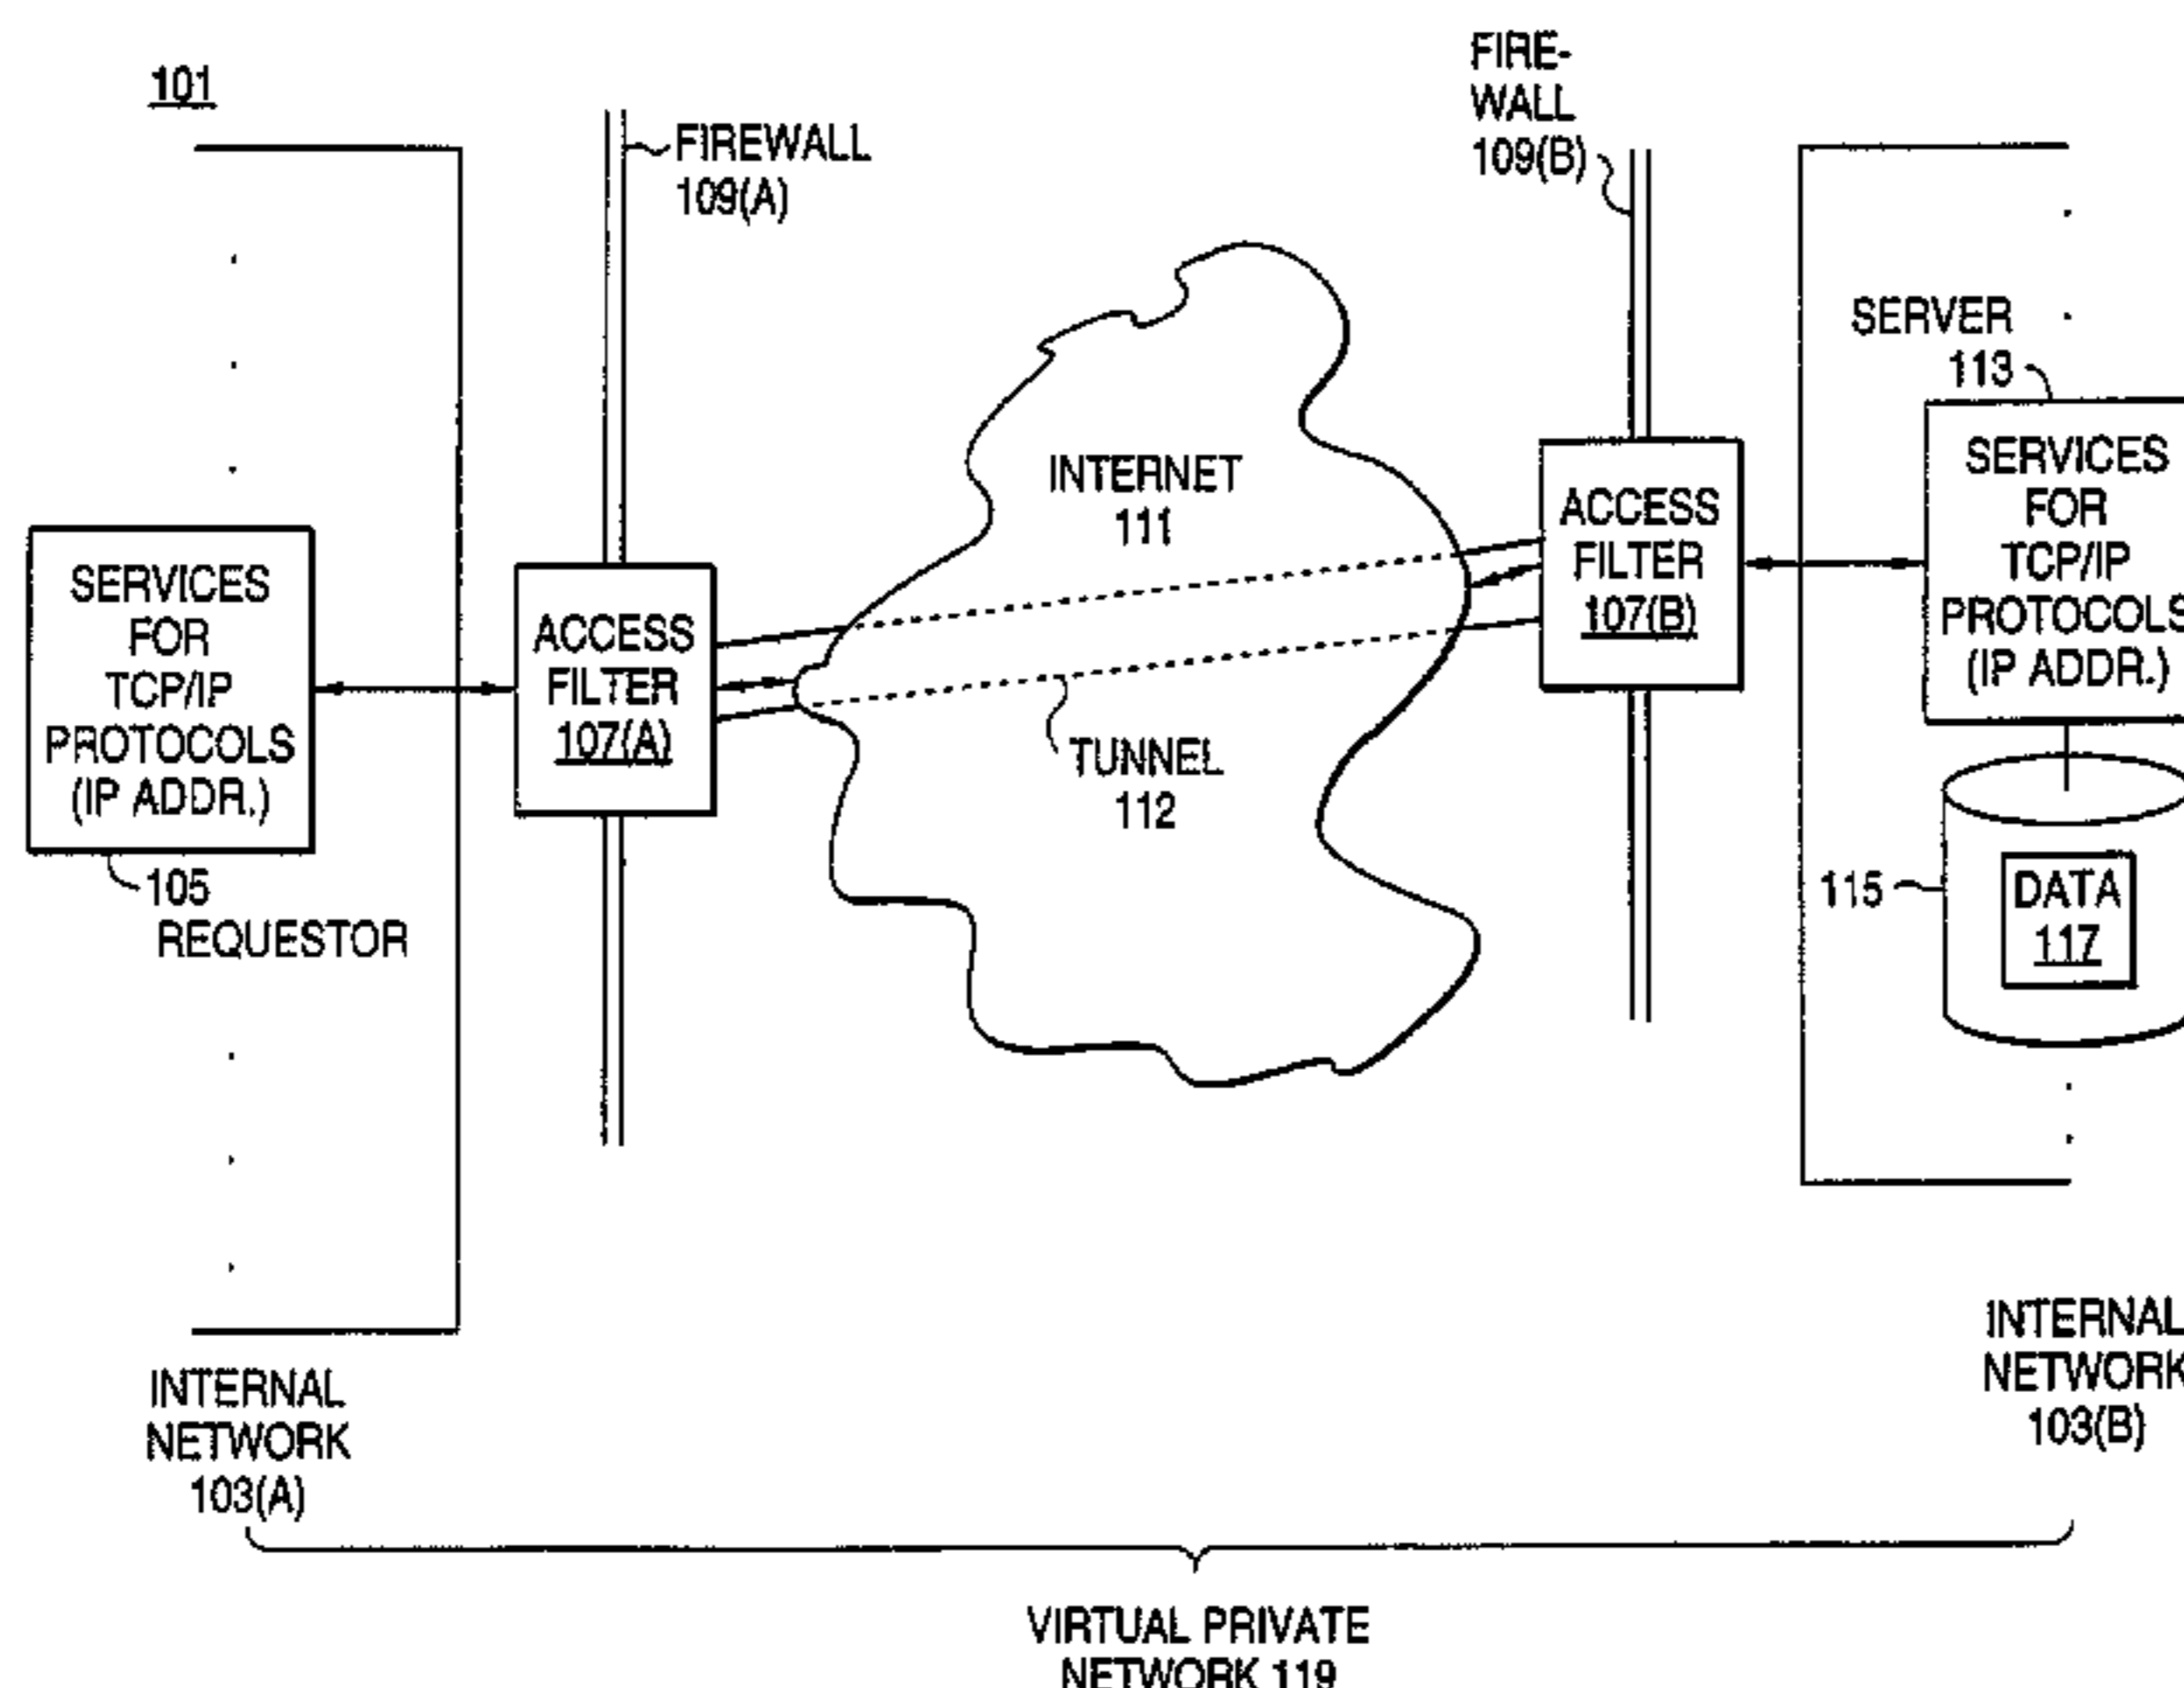 101
FIREWALL
109(A)
FIRE-
WALL
109(B)
SERVER
113
SERVICES
FOR
TCP/IP
PROTOCOLS
(IP ADDR.)
INTERNET
111
ACCESS
FILTER
107(B)
SERVICES
FOR
TCP/IP
PROTOCOLS
(IP ADDR.)
ACCESS
FILTER
107(A)
TUNNEL
112
105
REQUESTOR
115
DATA
117
INTERNAL
NETWORK
103(A)
INTERNAL
NETWORK
103(B)
VIRTUAL PRIVATE
NETWORK 119